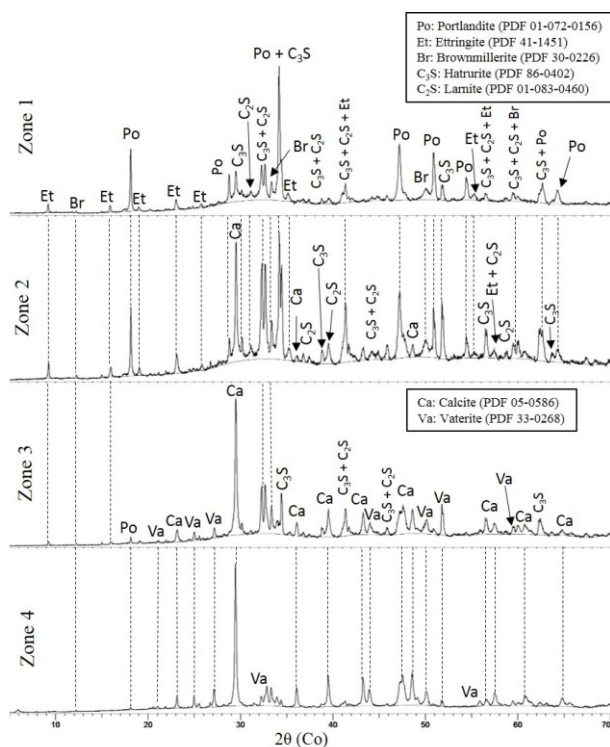 Po: Portlandite (PDF 01-072-0156)
Et: Ettringite (PDF 41-1451)
Br: Brownmillerite (PDF 30-0226)
C₃S: Hatrurite (PDF 86-0402)
C₂S: Larnite (PDF 01-083-0460)
Zone 1
Et
Br
Et
Po
Et
Et
Et
Po
C₃S
C₂S
C₃S + C₂S
Po + C₃S
Br
Et
C₃S + C₂S
C₃S + C₂S + Et
Po
Br
Po
C₃S
Po
Et
C₃S + C₂S + Et
C₃S + C₂S + Br
C₃S + Po
Po
Zone 2
Ca
Ca
C₂S
C₃S
C₂S
C₃S + C₂S
Ca
C₃S
Et + C₂S
C₂S
C₃S
Ca: Calcite (PDF 05-0586)
Va: Vaterite (PDF 33-0268)
Zone 3
Po
Va
Ca
Va
Va
Ca
C₃S
Ca
Ca
C₃S + C₂S
Ca
Va
C₃S + C₂S
Ca
Ca
Va
Va
Ca
Ca
Va
Ca
C₃S
Ca
Zone 4
Va
Va
10 20 30 40 50 60 70
2θ (Co)